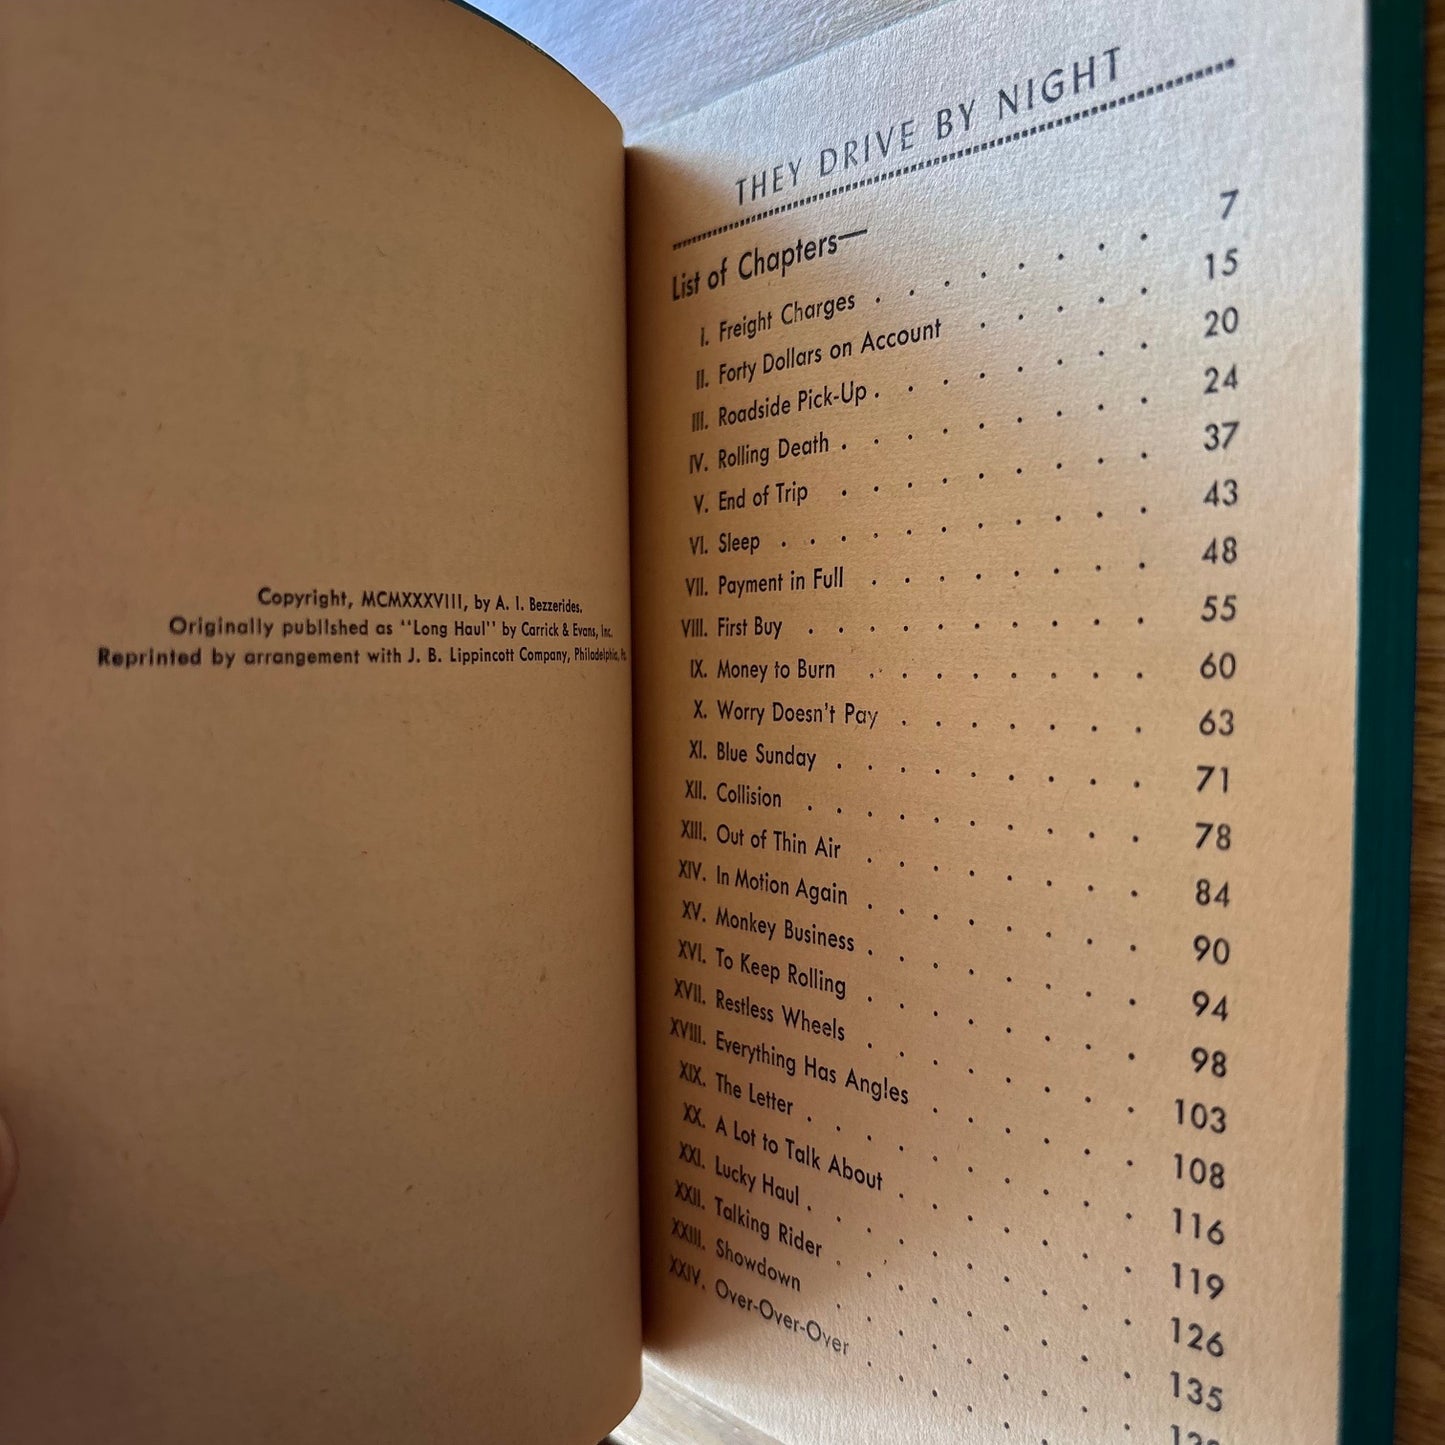 Copyright, MCMXXXVIII, by A. I. Bezzerides.
Originally published as "Long Haul" by Carrick & Evans, Inc.
Reprinted by arrangement with J. B. Lippincott Company, Philadelphia, Pa.
THEY DRIVE BY NIGHT
List of Chapters—
I. Freight Charges . . . . . . . . 7
II. Forty Dollars on Account . . . . . . 15
III. Roadside Pick-Up . . . . . . . . 20
IV. Rolling Death . . . . . . . . . 24
V. End of Trip . . . . . . . . . 37
VI. Sleep . . . . . . . . . . . 43
VII. Payment in Full . . . . . . . . 48
VIII. First Buy . . . . . . . . . . 55
IX. Money to Burn . . . . . . . . 60
X. Worry Doesn't Pay . . . . . . . 63
XI. Blue Sunday . . . . . . . . . 71
XII. Collision . . . . . . . . . . 78
XIII. Out of Thin Air . . . . . . . . 84
XIV. In Motion Again . . . . . . . . 90
XV. Monkey Business . . . . . . . . 94
XVI. To Keep Rolling . . . . . . . . 98
XVII. Restless Wheels . . . . . . . . 103
XVIII. Everything Has Angles . . . . . . 108
XIX. The Letter . . . . . . . . . . 116
XX. A Lot to Talk About . . . . . . . 119
XXI. Lucky Haul . . . . . . . . . . 126
XXII. Talking Rider . . . . . . . . . 135
XXIII. Showdown
XXIV. Over-Over-Over